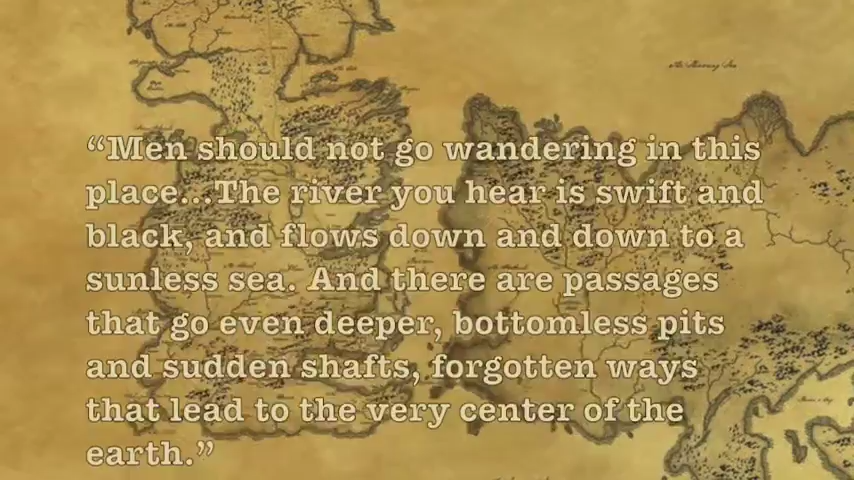 “Men should not go wandering in this
place...The river you hear is swift and
black, and flows down and down to a
sunless sea. And there are passages
that go even deeper, bottomless pits
and sudden shafts, forgotten ways
that lead to the very center of the
earth.”